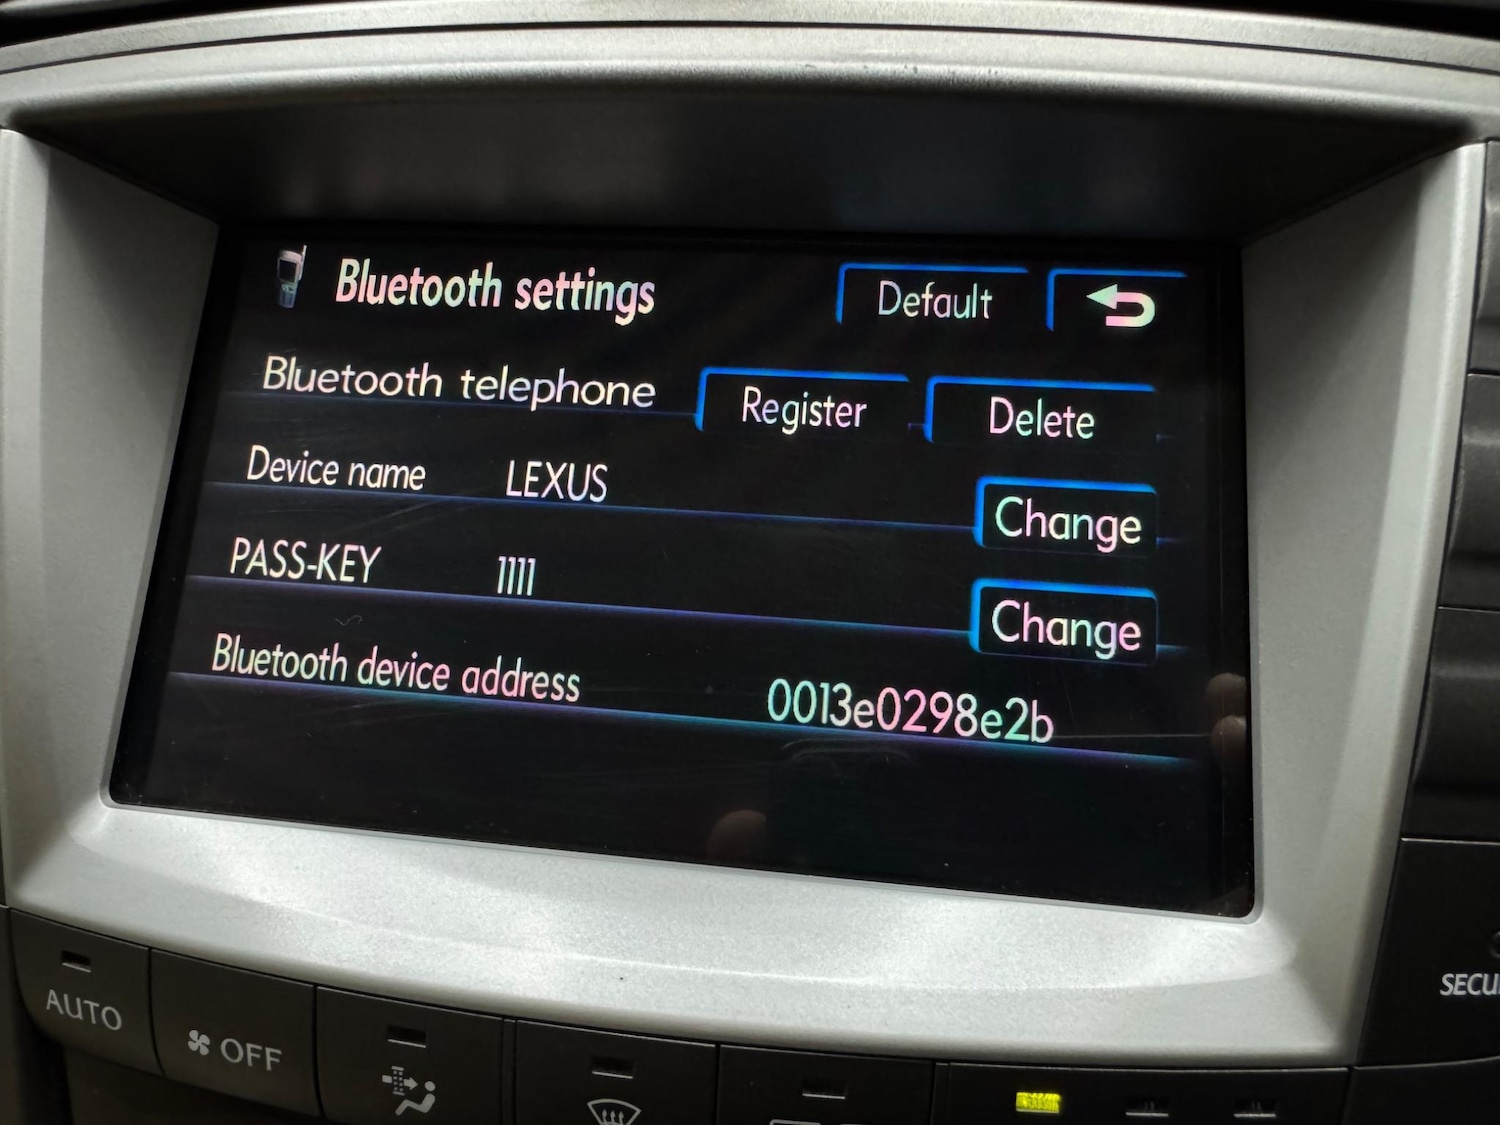 Bluetooth settings Default
Bluetooth telephone Register Delete
Device name LEXUS Change
PASS-KEY 1111 Change
Bluetooth device address 0013e0298e2b
AUTO
OFF